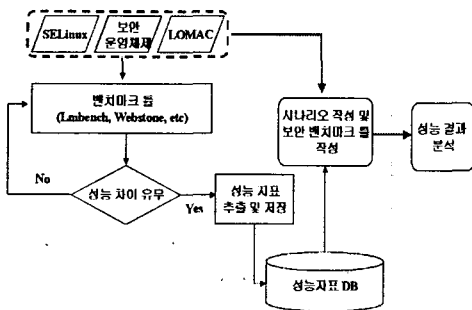 SELinux
보안
운영체제
LOMAC
벤치마크 툴
(Lmbench, Webstone, etc)
시나리오 작성 및
보안 벤치마크 툴
작성
성능 결과
분석
No
성능 차이 유무
Yes
성능 지표
추출 및 저장
성능지표 DB